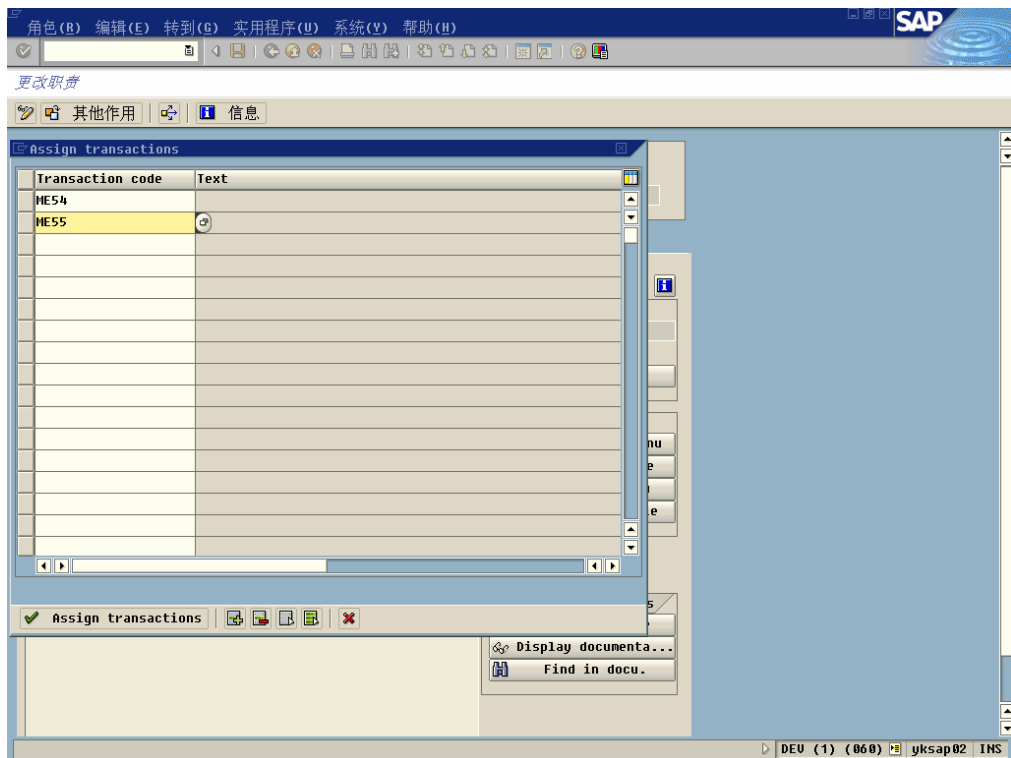 角色(R) 编辑(E) 转到(G) 实用程序(U) 系统(Y) 帮助(H)
SAP
更改职责
其他作用 信息
Assign transactions
Transaction code Text
ME54
ME55
nu
e
u
le
s
Assign transactions
Display documenta...
Find in docu.
DEV (1) (060) yksap02 INS